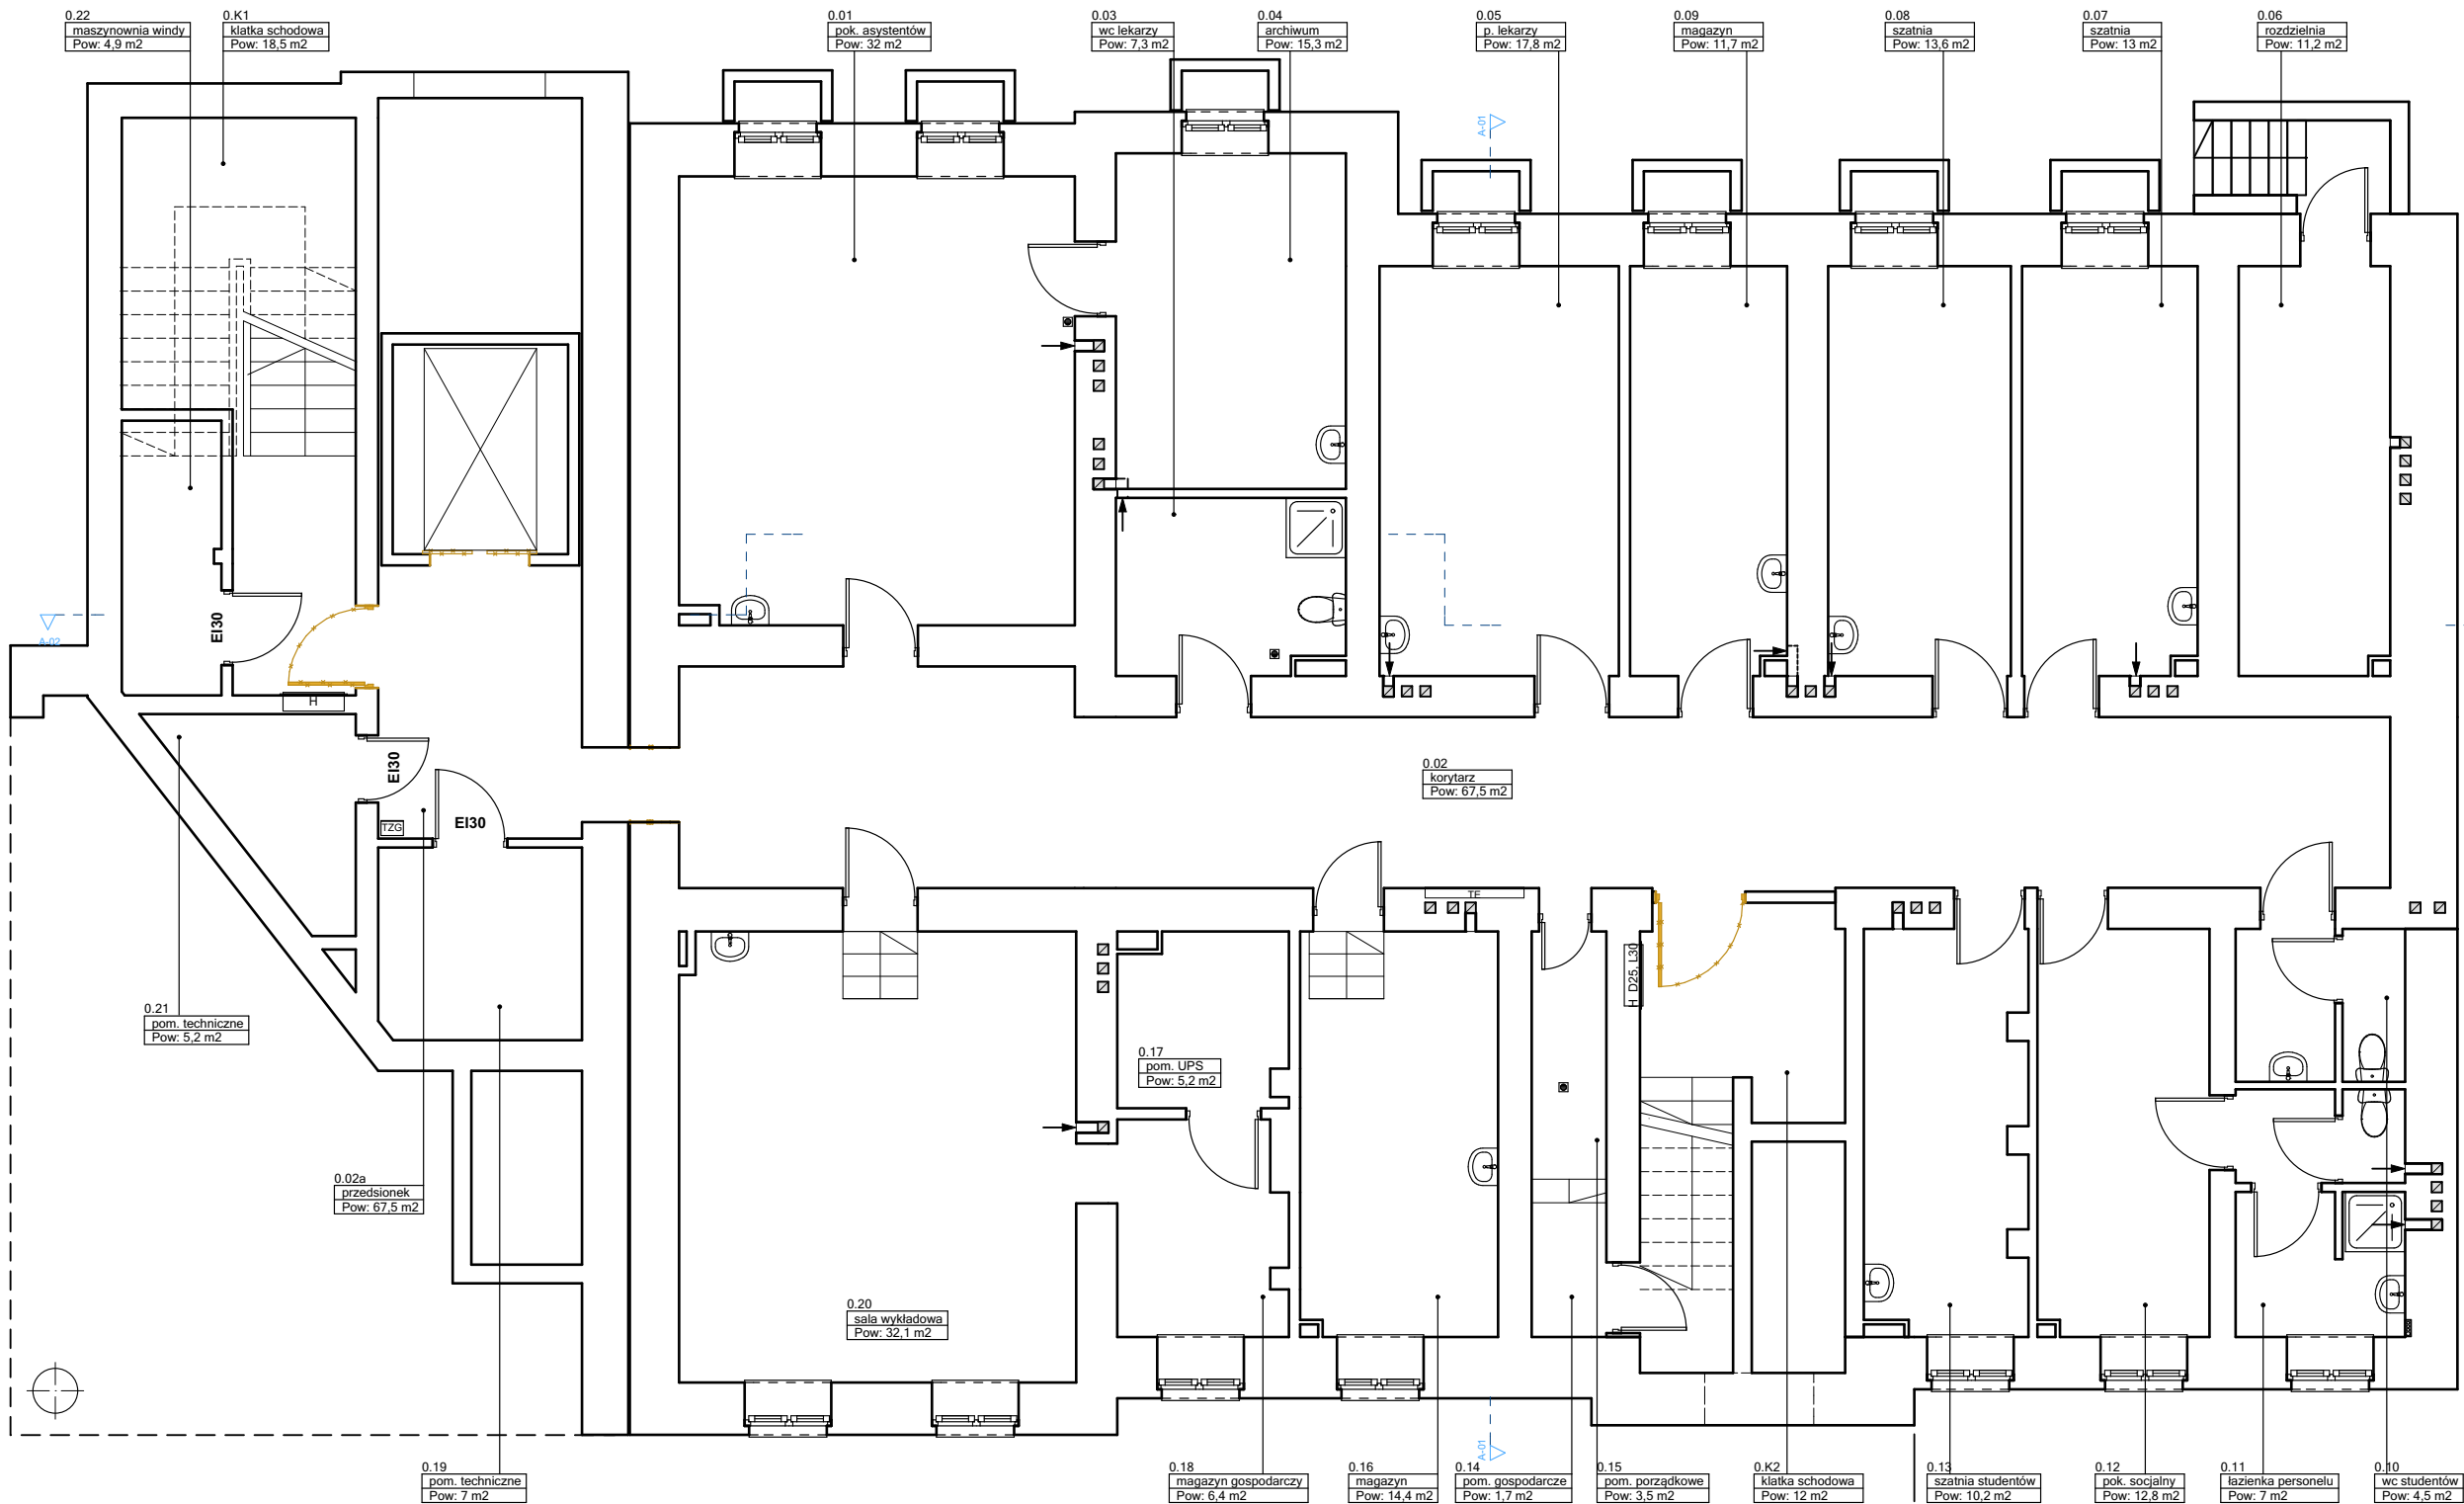 0.22
maszynownia windy
Pow: 4,9 m2
0.K1
klatka schodowa
Pow: 18,5 m2
0.01
pok. asystentów
Pow: 32 m2
0.03
wc lekarzy
Pow: 7,3 m2
0.04
archiwum
Pow: 15,3 m2
0.05
p. lekarzy
Pow: 17,8 m2
0.09
magazyn
Pow: 11,7 m2
0.08
szatnia
Pow: 13,6 m2
0.07
szatnia
Pow: 13 m2
0.06
rozdzielnia
Pow: 11,2 m2
A-01
A-02
EI30
H
EI30
TZG
EI30
0.02
korytarz
Pow: 67,5 m2
TE
H D25, L30
0.21
pom. techniczne
Pow: 5,2 m2
0.17
pom. UPS
Pow: 5,2 m2
0.02a
przedsionek
Pow: 67,5 m2
0.20
sala wykładowa
Pow: 32,1 m2
A-01
0.19
pom. techniczne
Pow: 7 m2
0.18
magazyn gospodarczy
Pow: 6,4 m2
0.16
magazyn
Pow: 14,4 m2
0.14
pom. gospodarcze
Pow: 1,7 m2
0.15
pom. porządkowe
Pow: 3,5 m2
0.K2
klatka schodowa
Pow: 12 m2
0.13
szatnia studentów
Pow: 10,2 m2
0.12
pok. socjalny
Pow: 12,8 m2
0.11
łazienka personelu
Pow: 7 m2
0.10
wc studentów
Pow: 4,5 m2